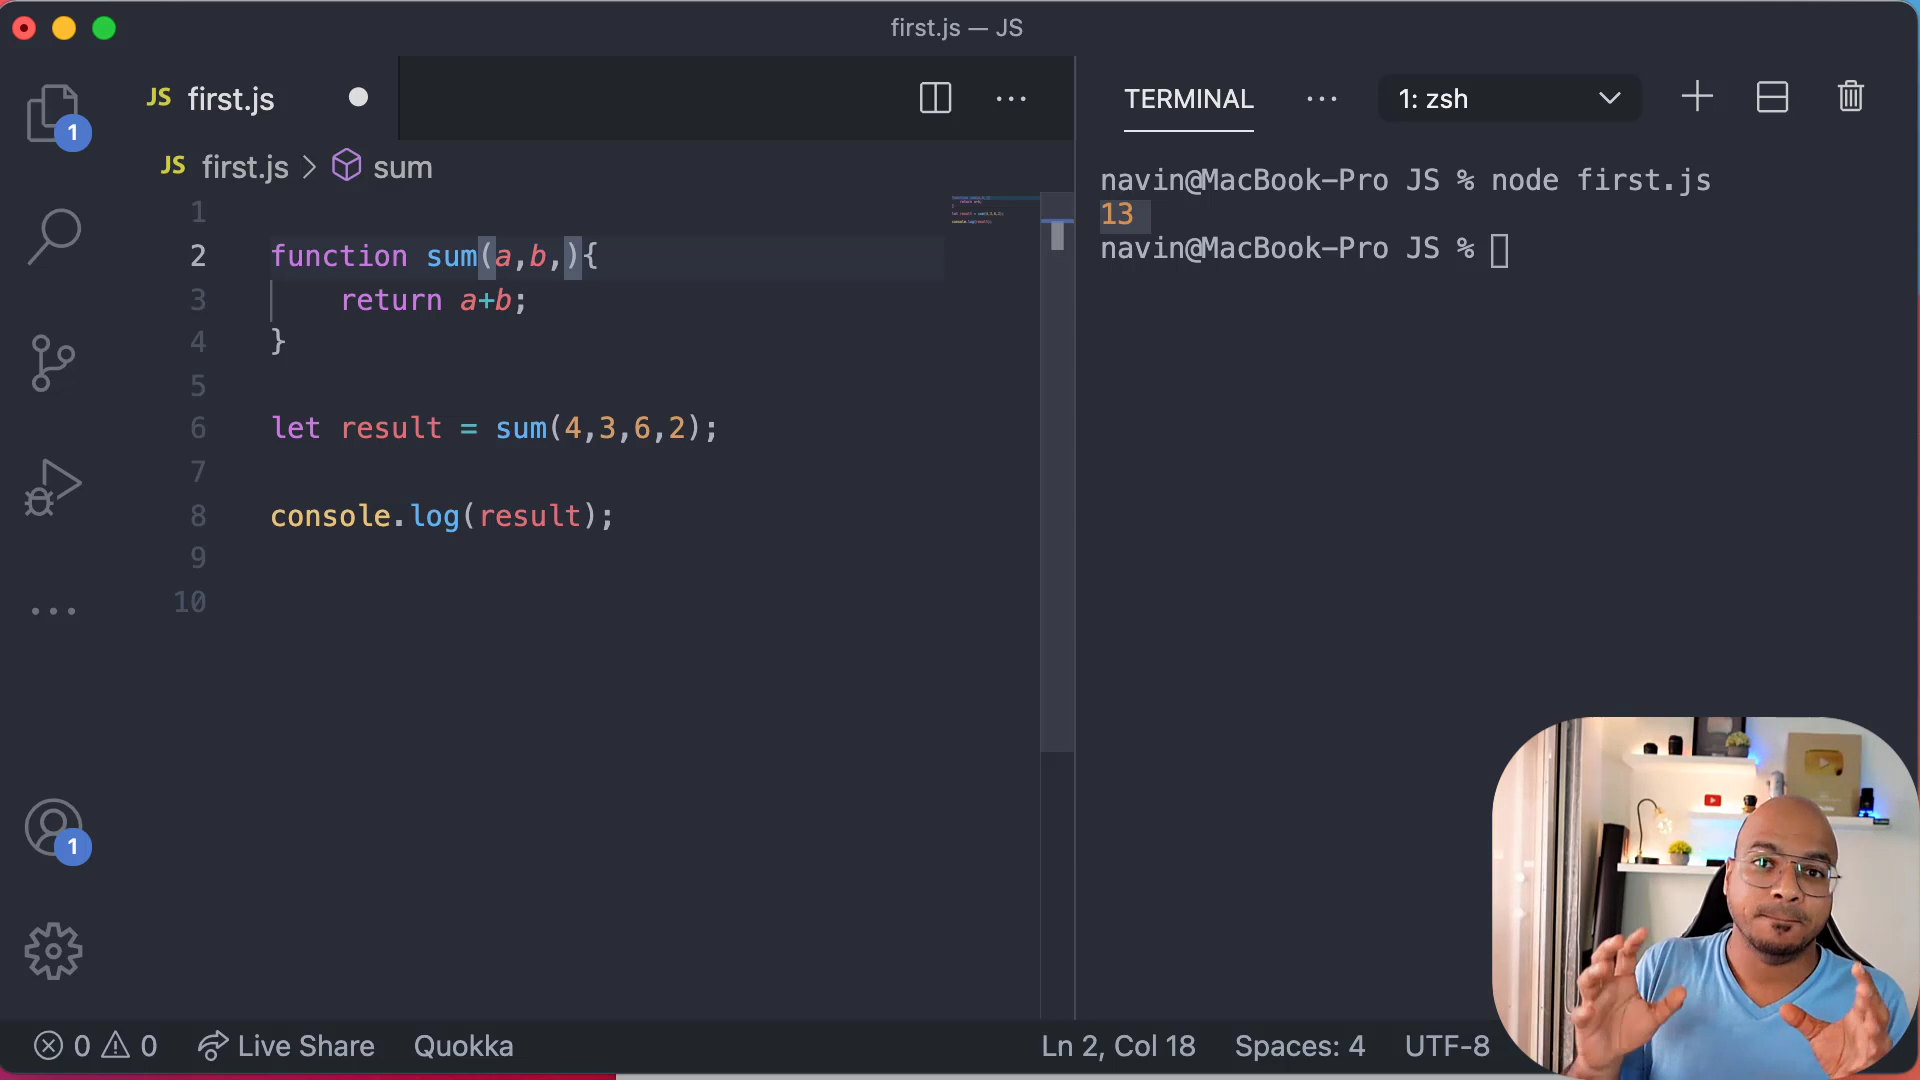 first.js — JS
JS first.js
TERMINAL ··· 1: zsh
JS first.js > sum
1
2 function sum(a,b,){
3 return a+b;
4 }
5
6 let result = sum(4,3,6,2);
7
8 console.log(result);
9
10
navin@MacBook-Pro JS % node first.js
13
navin@MacBook-Pro JS %
1
1
0 0 Live Share Quokka Ln 2, Col 18 Spaces: 4 UTF-8